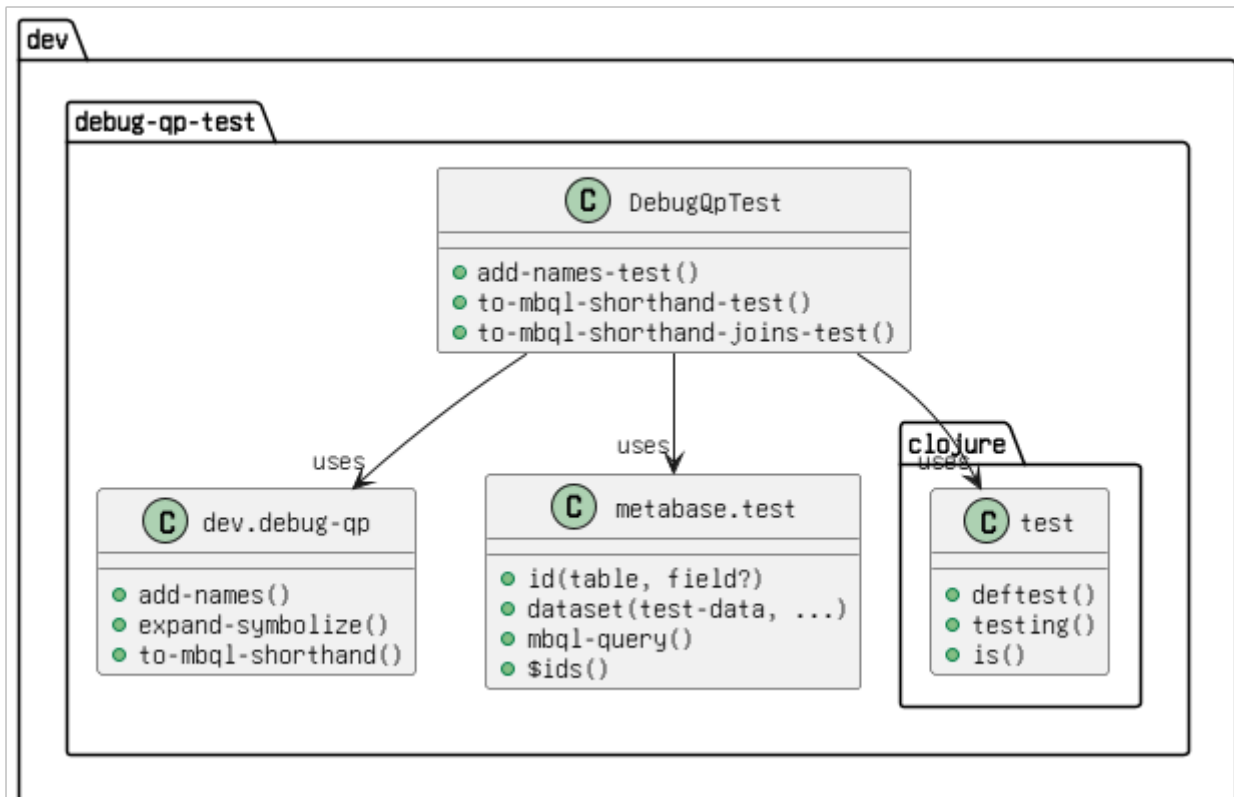 dev
debug-qp-test
C DebugQpTest
add-names-test()
to-mbql-shorthand-test()
to-mbql-shorthand-joins-test()
uses
uses
uses
clojure
C dev.debug-qp
add-names()
expand-symbolize()
to-mbql-shorthand()
C metabase.test
id(table, field?)
dataset(test-data, ...)
mbql-query()
$ids()
C test
deftest()
testing()
is()